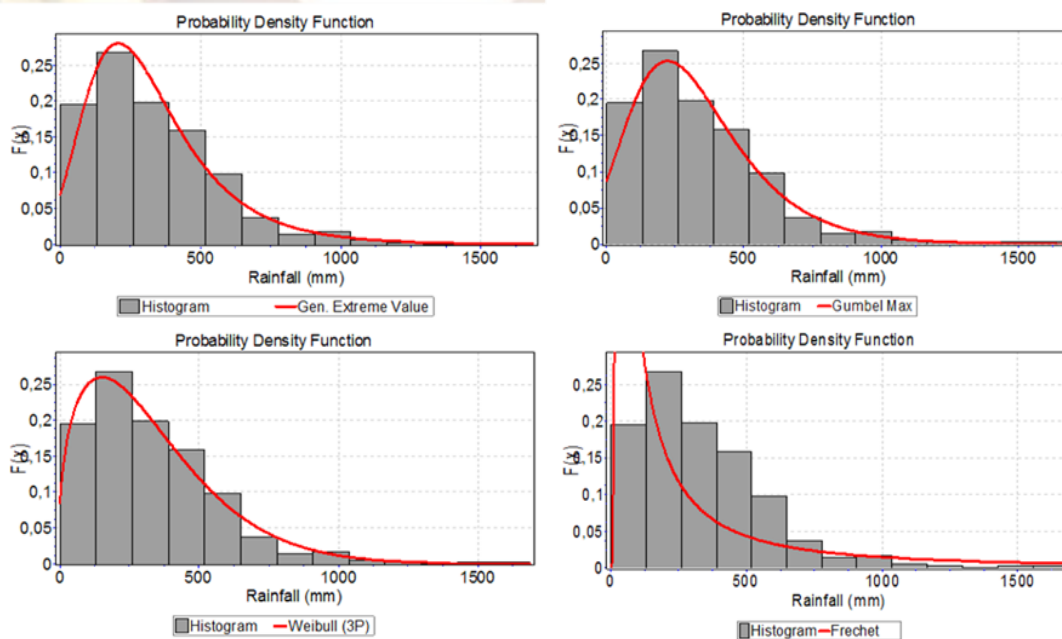 Probability Density Function
0,25
0,2
0,15
0,1
0,05
0
F(x)
0 500 1000 1500
Rainfall (mm)
Histogram Gen. Extreme Value
Probability Density Function
0,25
0,2
0,15
0,1
0,05
0
F(x)
0 500 1000 1500
Rainfall (mm)
Histogram Gumbel Max
Probability Density Function
0,25
0,2
0,15
0,1
0,05
0
F(x)
0 500 1000 1500
Rainfall (mm)
Histogram Weibull (3P)
Probability Density Function
0,25
0,2
0,15
0,1
0,05
0
F(x)
0 500 1000 1500
Rainfall (mm)
Histogram Frechet